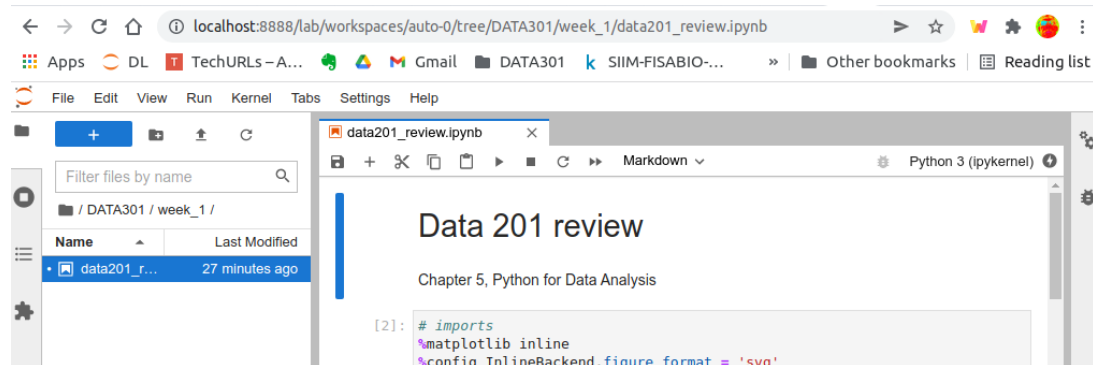 localhost:8888/lab/workspaces/auto-0/tree/DATA301/week_1/data201_review.ipynb
Apps DL T TechURLs – A... M Gmail DATA301 k SIIM-FISABIO-... » Other bookmarks Reading list
File Edit View Run Kernel Tabs Settings Help
data201_review.ipynb
Markdown Python 3 (ipykernel)
Filter files by name
/ DATA301 / week_1 /
Name Last Modified
data201_r... 27 minutes ago
Data 201 review
Chapter 5, Python for Data Analysis
[2]: # imports
%matplotlib inline
%config InlineBackend.figure_format = 'svg'